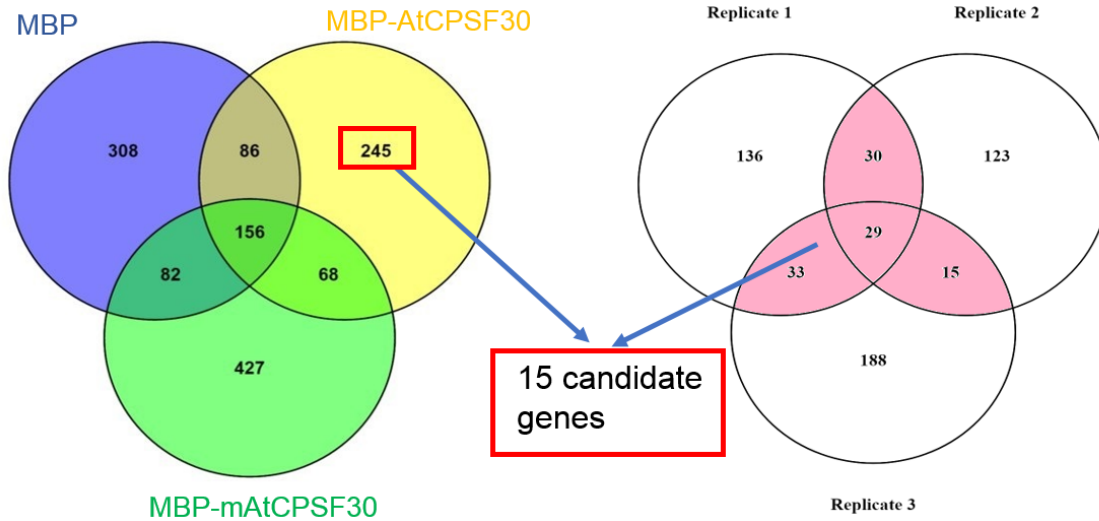 MBP
MBP-AtCPSF30
Replicate 1
Replicate 2
308
86
245
136
30
123
156
29
82
68
33
15
427
188
15 candidate
genes
MBP-mAtCPSF30
Replicate 3